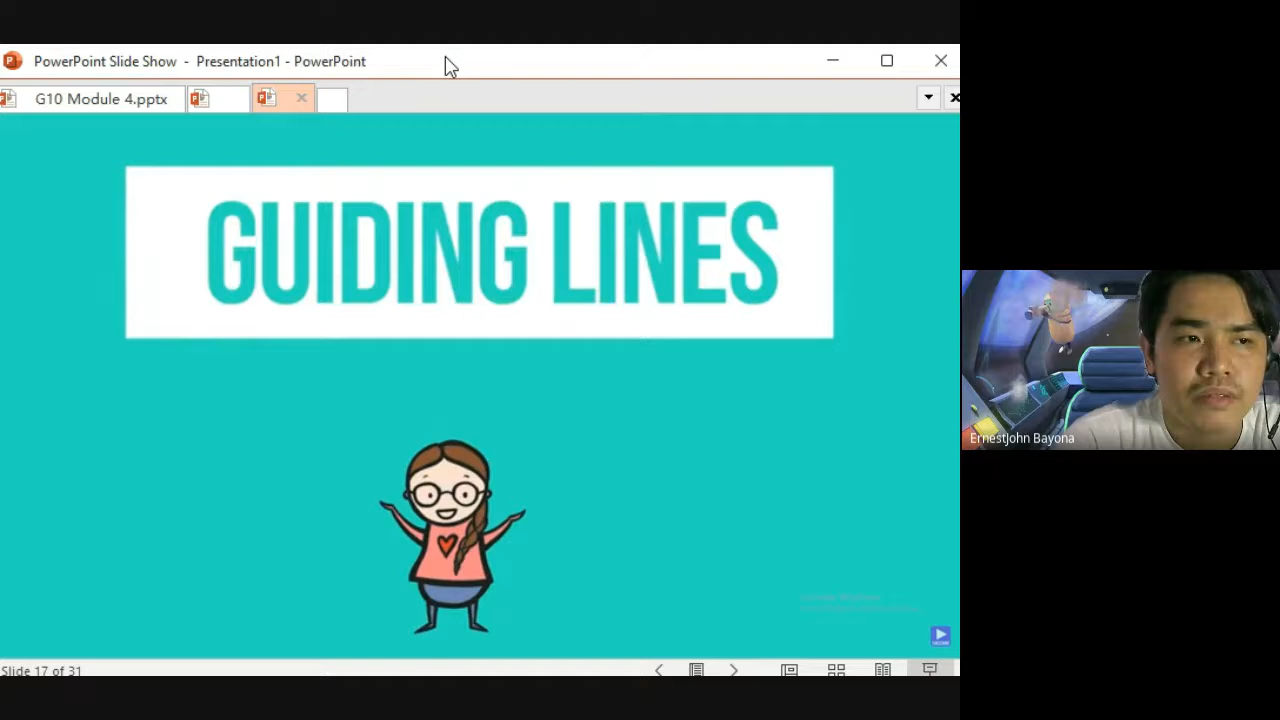 PowerPoint Slide Show - Presentation1 - PowerPoint
G10 Module 4.pptx
GUIDING LINES
ErnestJohn Bayona
Slide 17 of 31